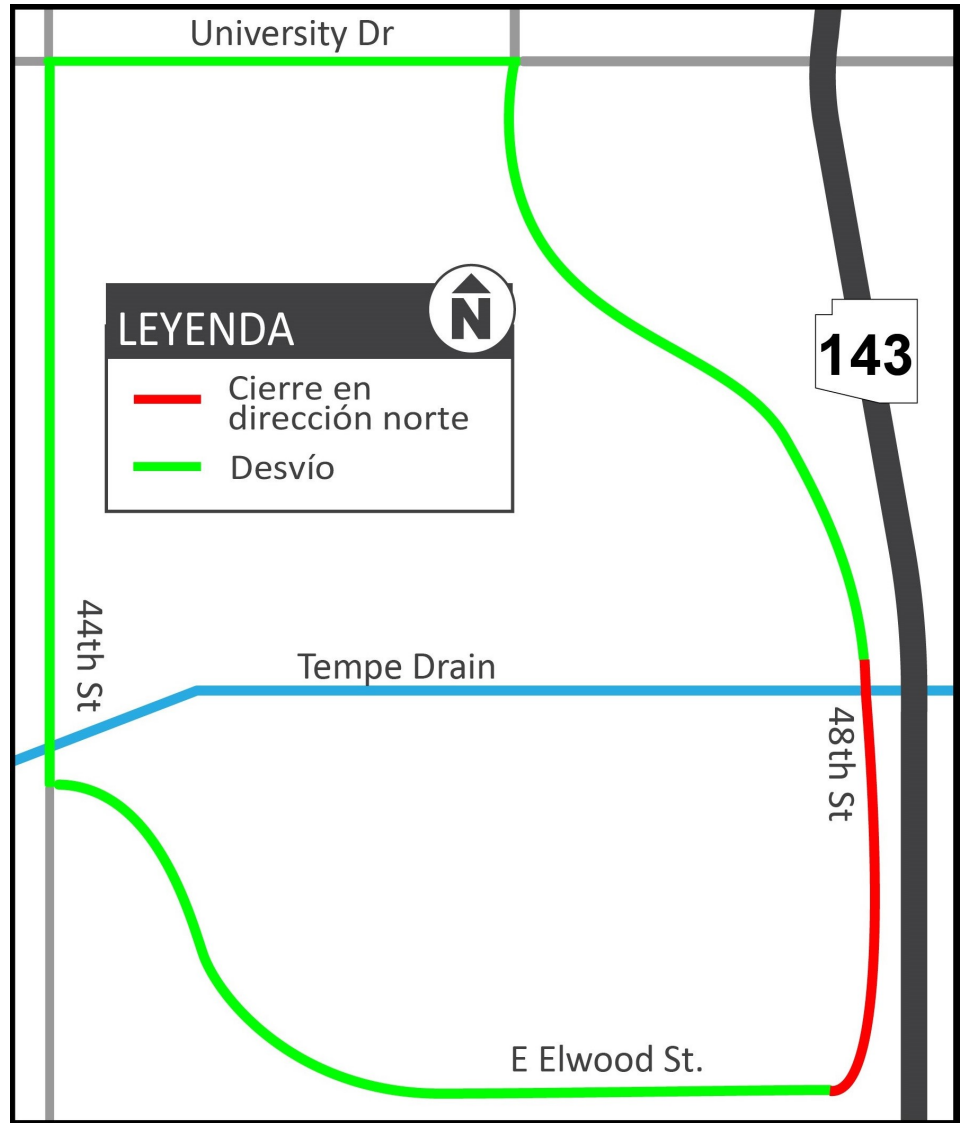 University Dr
N
LEYENDA
143
Cierre en
dirección norte
Desvío
44th St
Tempe Drain
48th St
E Elwood St.